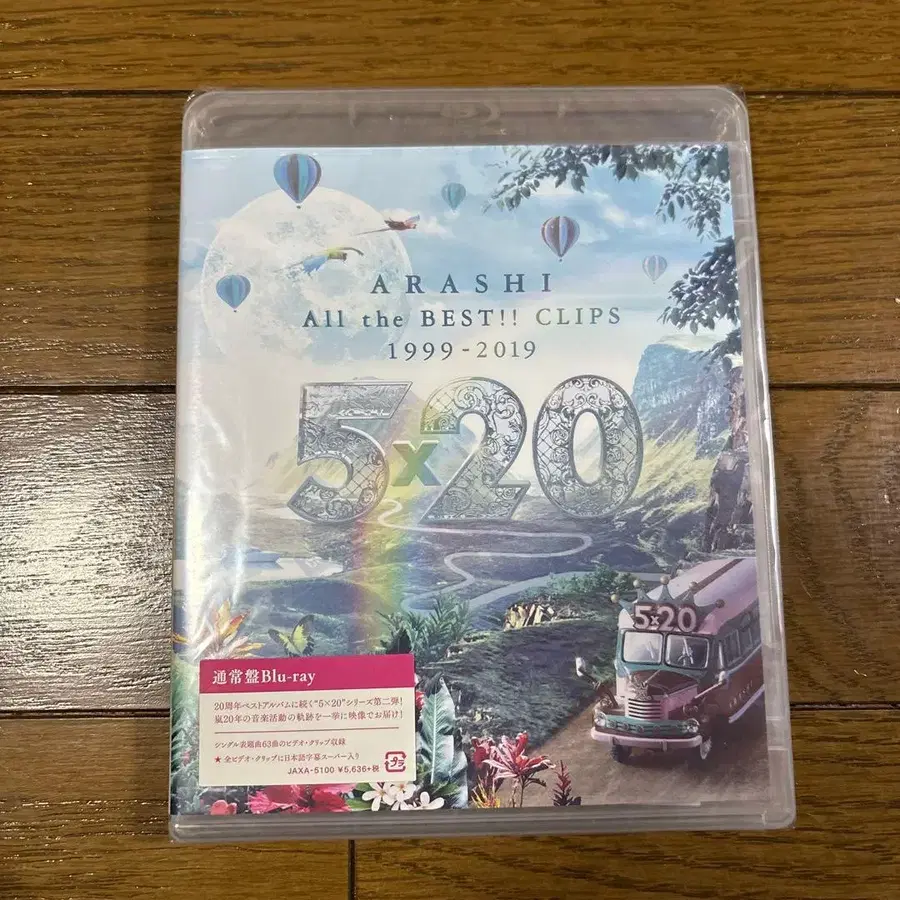 ARASHI
All the BEST!! CLIPS
1999-2019
5x20
5x20
通常盤Blu-ray
20周年ベストアルバムに続く"5×20"シリーズ第二弾!
嵐20年の音楽活動の軌跡を一挙に映像でお届け!
シングル表題曲63曲のビデオ・クリップ収録
★全ビデオ・クリップに日本語字幕スーパー入り
JAXA-5100 ¥5,636+税
プラ